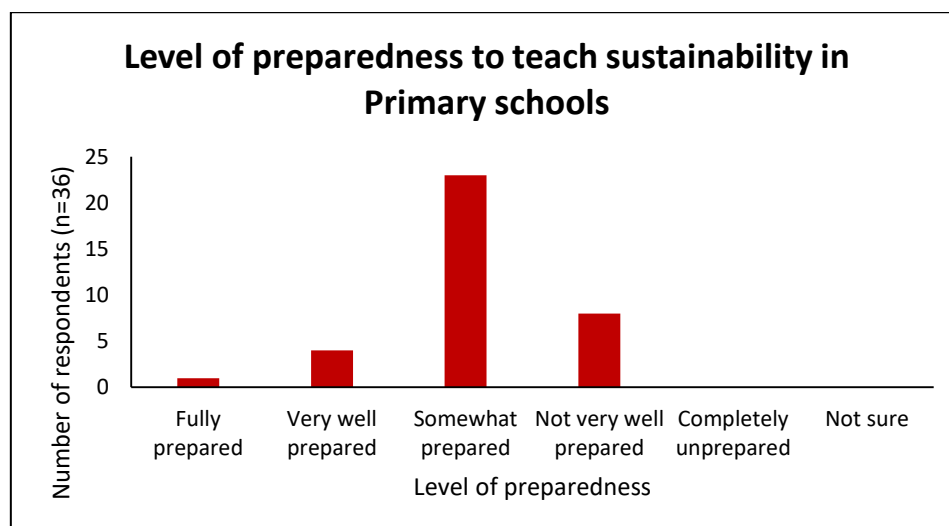 Level of preparedness to teach sustainability in
Primary schools
Number of respondents (n=36)
25
20
15
10
5
0
Fully prepared
Very well prepared
Somewhat prepared
Not very well prepared
Completely unprepared
Not sure
Level of preparedness